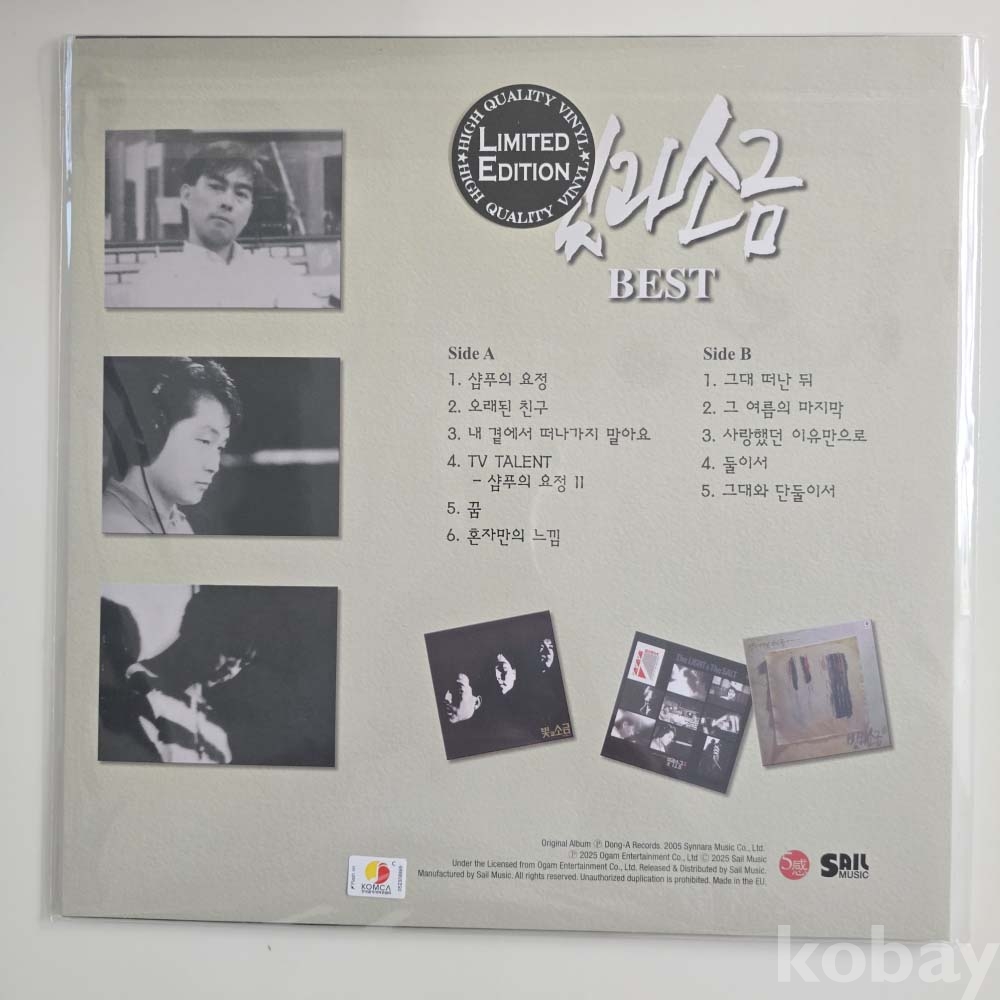 HIGH QUALITY VINYL
LIMITED
EDITION
HIGH QUALITY VINYL
빛과소금
BEST
Side A
1. 샴푸의 요정
2. 오래된 친구
3. 내 곁에서 떠나가지 말아요
4. TV TALENT
- 샴푸의 요정 II
5. 꿈
6. 혼자만의 느낌
Side B
1. 그대 떠난 뒤
2. 그 여름의 마지막
3. 사랑했던 이유만으로
4. 둘이서
5. 그대와 단둘이서
빛과소금
The LIGHT & The SALT
Original Album Ⓟ Dong-A Records. 2005 Synnara Music Co., Ltd.
Ⓟ 2025 Ogam Entertainment Co., Ltd Ⓒ 2025 Sail Music
Under the Licensed from Ogam Entertainment Co., Ltd. Released & Distributed by Sail Music.
Manufactured by Sail Music. All rights reserved. Unauthorized duplication is prohibited. Made in the EU.
KOMCA
5感
SAIL
MUSIC
kobay